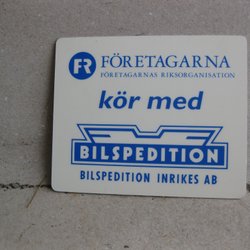 FR FÖRETAGARNA
FÖRETAGARNAS RIKSORGANISATION
kör med
BILSPEDITION
BILSPEDITION INRIKES AB